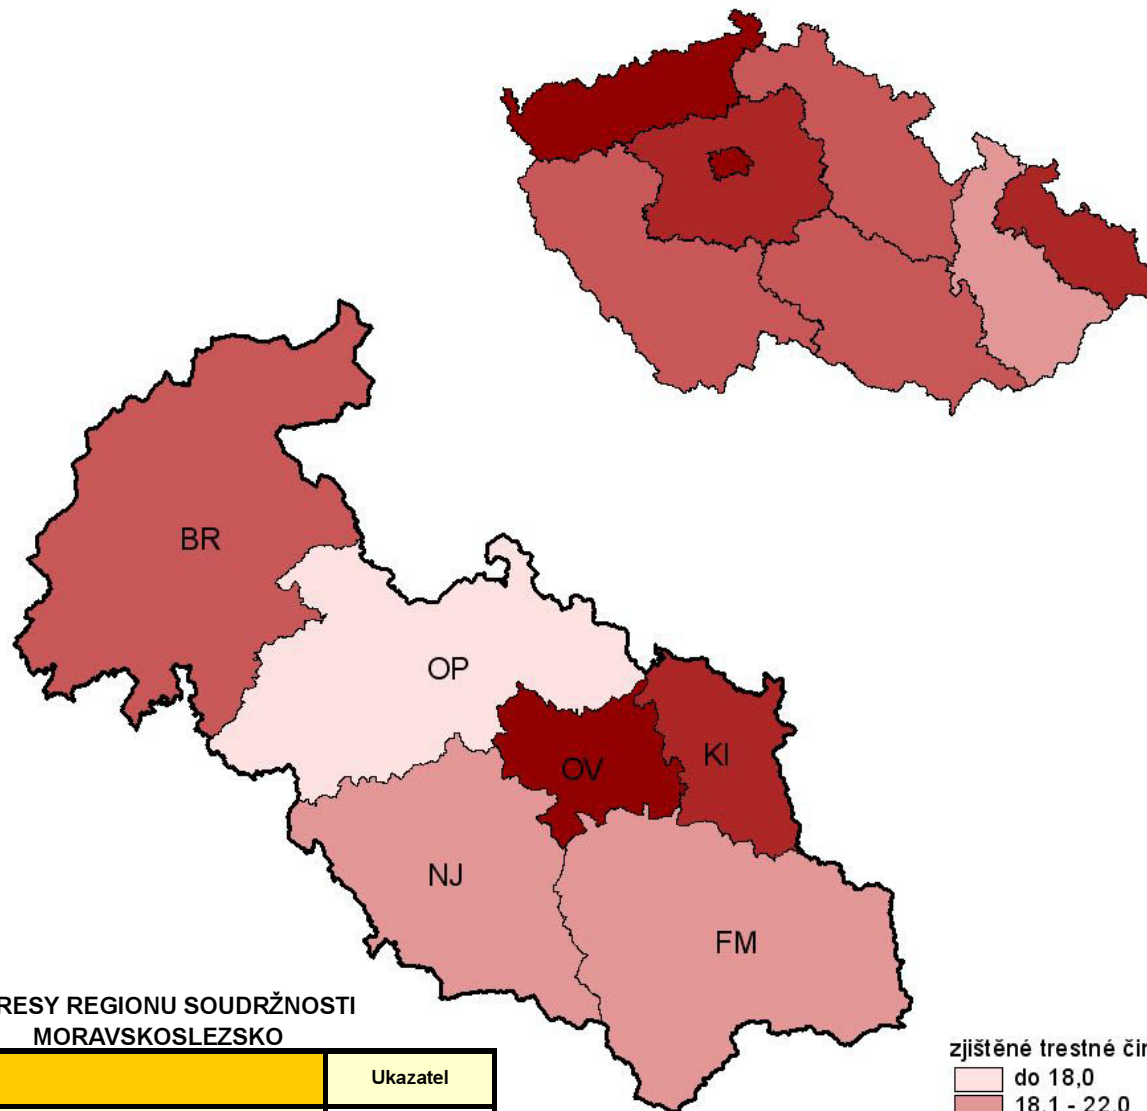 BR
OP
OV
KI
NJ
FM
RESY REGIONU SOUDRŽNOSTI
MORAVSKOSLEZSKO
Ukazatel
zjištěné trestné čin
do 18,0
18,1 - 22,0